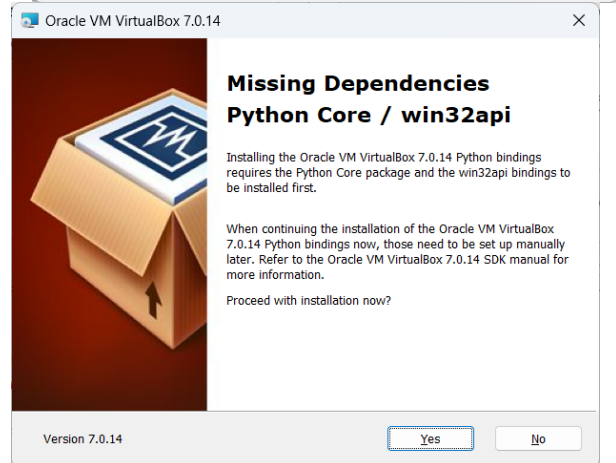 Oracle VM VirtualBox 7.0.14
Missing Dependencies
Python Core / win32api
Installing the Oracle VM VirtualBox 7.0.14 Python bindings
requires the Python Core package and the win32api bindings to
be installed first.
When continuing the installation of the Oracle VM VirtualBox
7.0.14 Python bindings now, those need to be set up manually
later. Refer to the Oracle VM VirtualBox 7.0.14 SDK manual for
more information.
Proceed with installation now?
Version 7.0.14
Yes
No